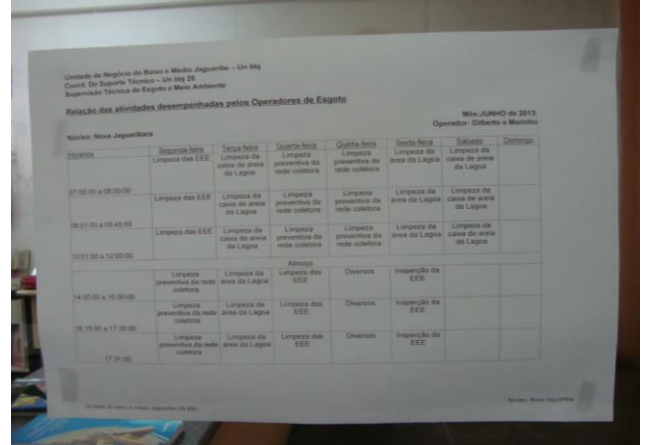 Unidade de Negócio do Baixo e Médio Jaguaribe – Un bbj
Coord. De Suporte Técnico – Un bbj 20
Supervisão Técnica de Esgoto e Meio Ambiente
Relação das atividades desempenhadas pelos Operadores de Esgoto
Mês:JUNHO de 2013,
Operador: Gilberto e Marinho
Núcleo: Nova Jaguaribara
Horários Segunda-feira Terça-feira Quarta-feira Quinta-feira Sexta-feira Sábado Domingo
Limpeza das EEE Limpeza da Limpeza Limpeza Limpeza da Limpeza da
caixa de areia preventiva da preventiva da área da Lagoa caixa de areia
da Lagoa rede coletora rede coletora da Lagoa
07:00:00 a 08:00:00
Limpeza das EEE Limpeza da Limpeza Limpeza Limpeza da Limpeza da
caixa de areia preventiva da preventiva da área da Lagoa caixa de areia
da Lagoa rede coletora rede coletora da Lagoa
08:01:00 a 09:45:00
Limpeza das EEE Limpeza da Limpeza Limpeza Limpeza da Limpeza da
caixa de areia preventiva da preventiva da área da Lagoa caixa de areia
da Lagoa rede coletora rede coletora da Lagoa
10:01:00 a 12:00:00
Almoço
Limpeza Limpeza da Limpeza das Diversos Insperção da
preventiva da rede área da Lagoa EEE EEE
coletora
14:00:00 a 16:00:00
Limpeza Limpeza da Limpeza das Diversos Insperção da
preventiva da rede área da Lagoa EEE EEE
coletora
16:15:00 a 17:30:00
Limpeza Limpeza da Limpeza das Diversos Insperção da
preventiva da rede área da Lagoa EEE EEE
coletora
17:31:00
Unidade do baixo e médio Jaguaribe UN BBJ
Núcleo: Nova Jaguaribar